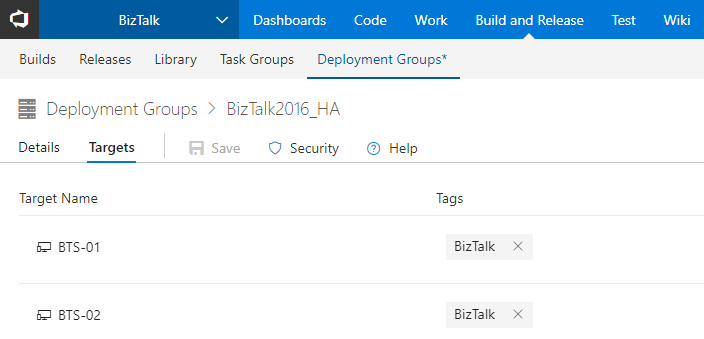 BizTalk Dashboards Code Work Build and Release Test Wiki
Builds Releases Library Task Groups Deployment Groups*
Deployment Groups > BizTalk2016_HA
Details Targets Save Security Help
Target Name Tags
BTS-01 BizTalk ×
BTS-02 BizTalk ×